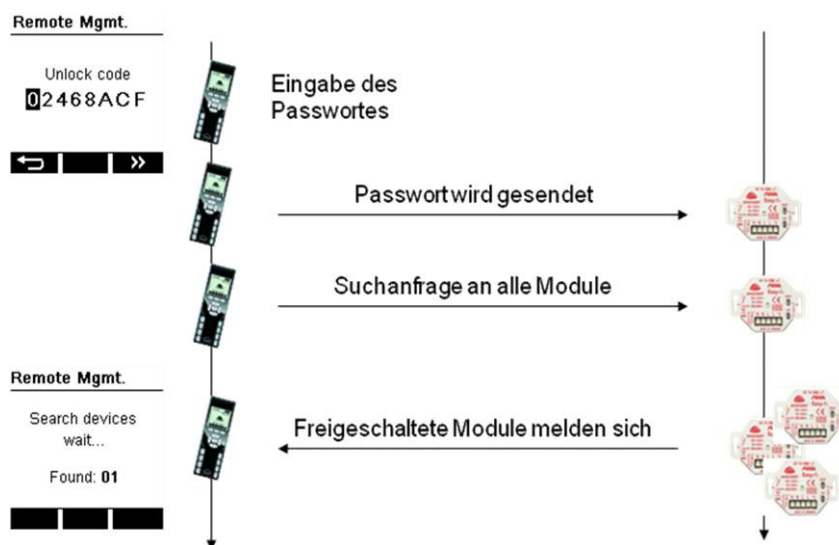 Remote Mgmt.
Unlock code
02468ACF
Eingabe des
Passwortes
Passwort wird gesendet
Suchanfrage an alle Module
Remote Mgmt.
Search devices
wait...
Found: 01
Freigeschaltete Module melden sich